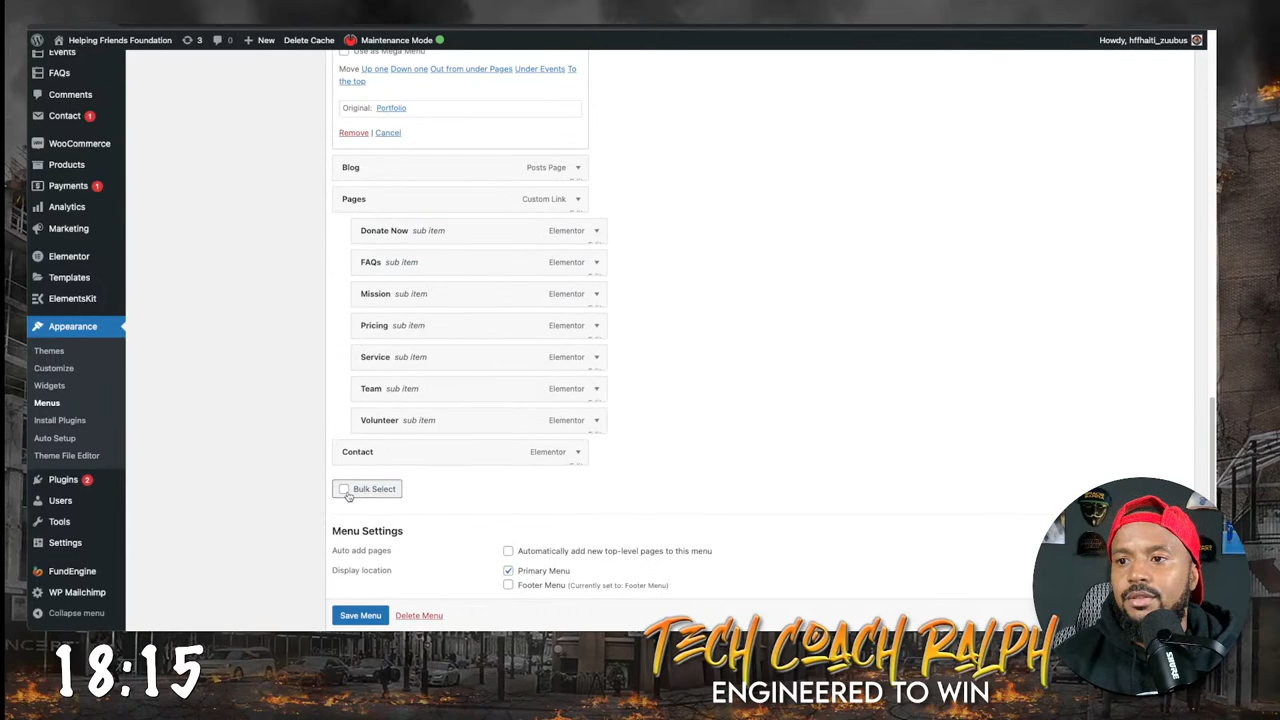 Helping Friends Foundation 3 0 New Delete Cache Maintenance Mode Howdy, hffhaiti_zuubus
Events
FAQs
Comments
Contact 1
WooCommerce
Products
Payments 1
Analytics
Marketing
Elementor
Templates
ElementsKit
Appearance
Themes
Customize
Widgets
Menus
Install Plugins
Auto Setup
Theme File Editor
Plugins 2
Users
Tools
Settings
FundEngine
WP Mailchimp
Collapse menu
Use as Mega Menu
Move Up one Down one Out from under Pages Under Events To
the top
Original: Portfolio
Remove | Cancel
Blog Posts Page
Pages Custom Link
Donate Now sub item Elementor
FAQs sub item Elementor
Mission sub item Elementor
Pricing sub item Elementor
Service sub item Elementor
Team sub item Elementor
Volunteer sub item Elementor
Contact Elementor
Bulk Select
Menu Settings
Auto add pages Automatically add new top-level pages to this menu
Display location Primary Menu
Footer Menu (Currently set to: Footer Menu)
Save Menu Delete Menu
18:15
TECH COACH RALPH
ENGINEERED TO WIN